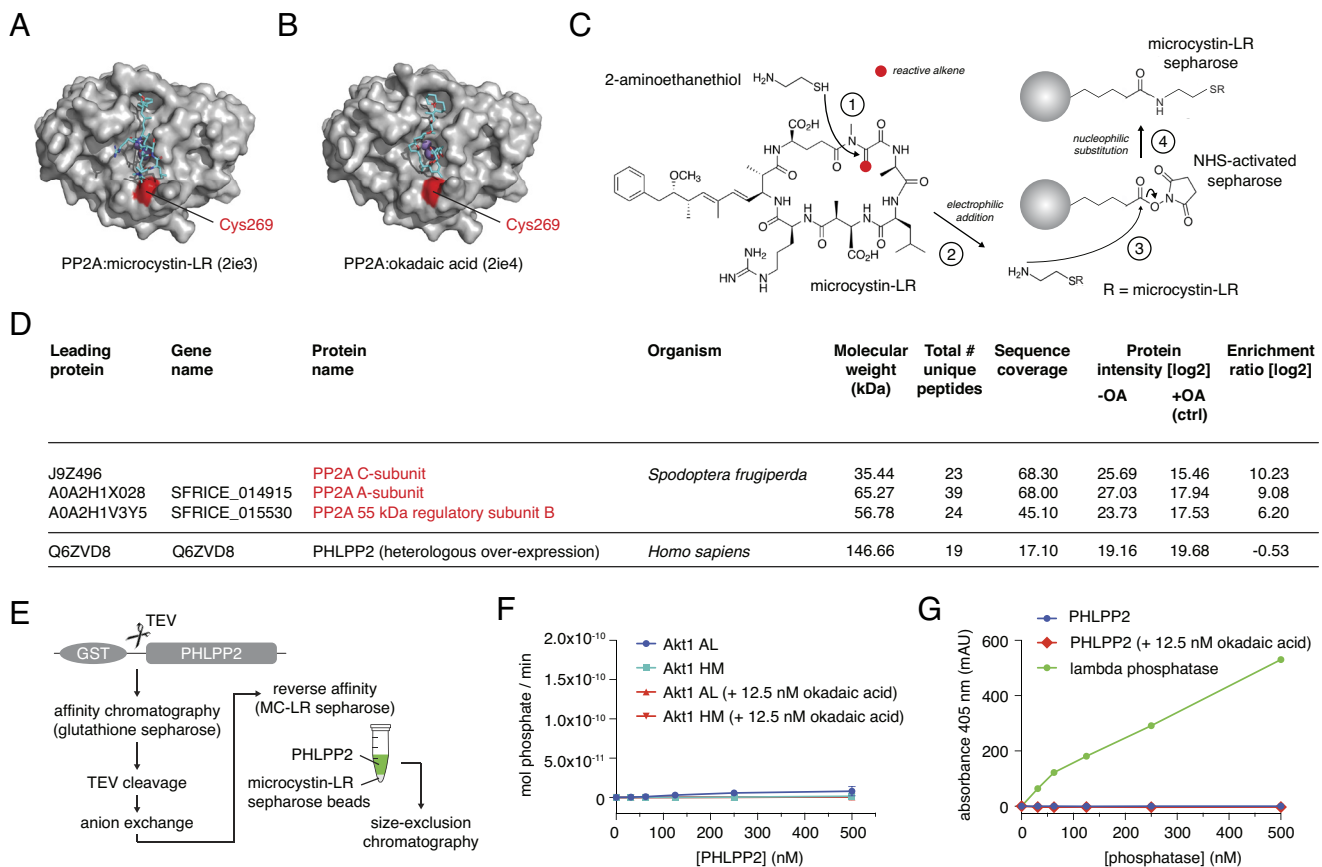 A
B
C
Cys269
PP2A:microcystin-LR (2ie3)
Cys269
PP2A:okadaic acid (2ie4)
2-aminoethanethiol
H2N
SH
reactive alkene
1
CO2H
O
N
O
NH
O
NH
O
OCH3
NH
O
HN
O
H
N
O
N
H
O
NH
CO2H
NH2
HN
N
H
microcystin-LR
electrophilic
addition
2
microcystin-LR
sepharose
O
N
H
SR
nucleophilic
substitution
4
NHS-activated
sepharose
O
O
N
O
O
3
H2N
SR
R = microcystin-LR
D
Leading protein Gene name Protein name Organism Molecular weight (kDa) Total # unique peptides Sequence coverage Protein intensity [log2] Enrichment ratio [log2]
-OA +OA (ctrl)
J9Z496 PP2A C-subunit Spodoptera frugiperda 35.44 23 68.30 25.69 15.46 10.23
A0A2H1X028 SFRICE_014915 PP2A A-subunit 65.27 39 68.00 27.03 17.94 9.08
A0A2H1V3Y5 SFRICE_015530 PP2A 55 kDa regulatory subunit B 56.78 24 45.10 23.73 17.53 6.20
Q6ZVD8 Q6ZVD8 PHLPP2 (heterologous over-expression) Homo sapiens 146.66 19 17.10 19.16 19.68 -0.53
E
TEV
GST
PHLPP2
affinity chromatography
(glutathione sepharose)
TEV cleavage
anion exchange
reverse affinity
(MC-LR sepharose)
PHLPP2
microcystin-LR
sepharose beads
size-exclusion
chromatography
F
mol phosphate / min
2.0x10-10
1.5x10-10
1.0x10-10
5.0x10-11
0
Akt1 AL
Akt1 HM
Akt1 AL (+ 12.5 nM okadaic acid)
Akt1 HM (+ 12.5 nM okadaic acid)
0 100 200 300 400 500
[PHLPP2] (nM)
G
PHLPP2
PHLPP2 (+ 12.5 nM okadaic acid)
lambda phosphatase
absorbance 405 nm (mAU)
600
400
200
0
0 100 200 300 400 500
[phosphatase] (nM)